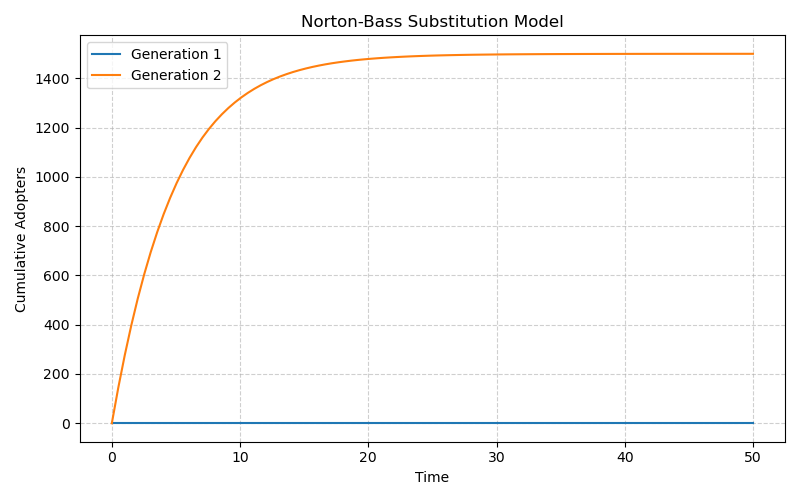 Norton-Bass Substitution Model
Generation 1
Generation 2
Cumulative Adopters
1400
1200
1000
800
600
400
200
0
0 10 20 30 40 50
Time